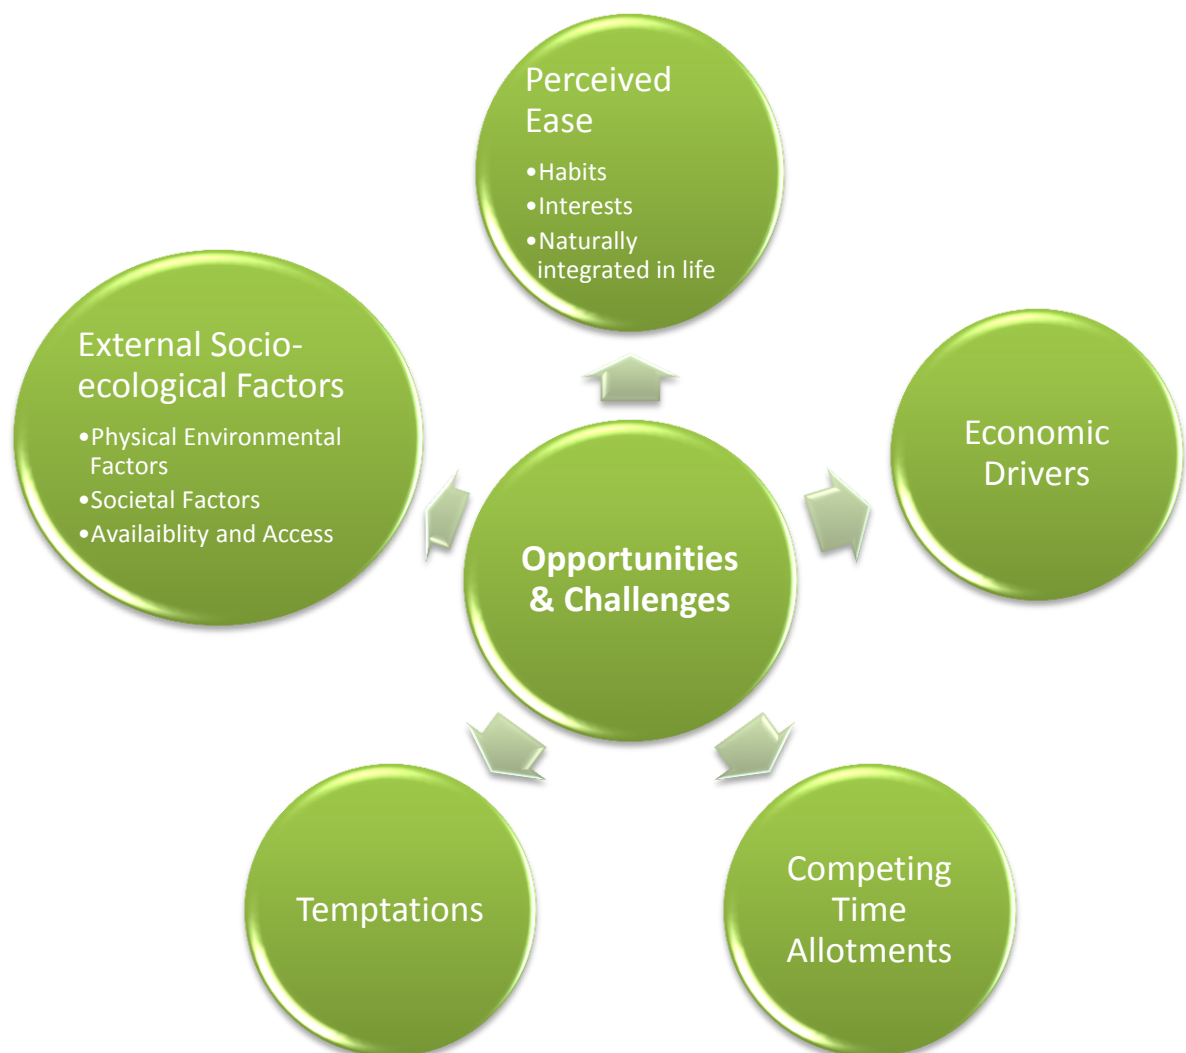 Perceived
Ease
•Habits
•Interests
•Naturally
integrated in life
External Socio-
ecological Factors
•Physical Environmental
Factors
•Societal Factors
•Availaiblity and Access
Economic
Drivers
Opportunities
& Challenges
Temptations
Competing
Time
Allotments